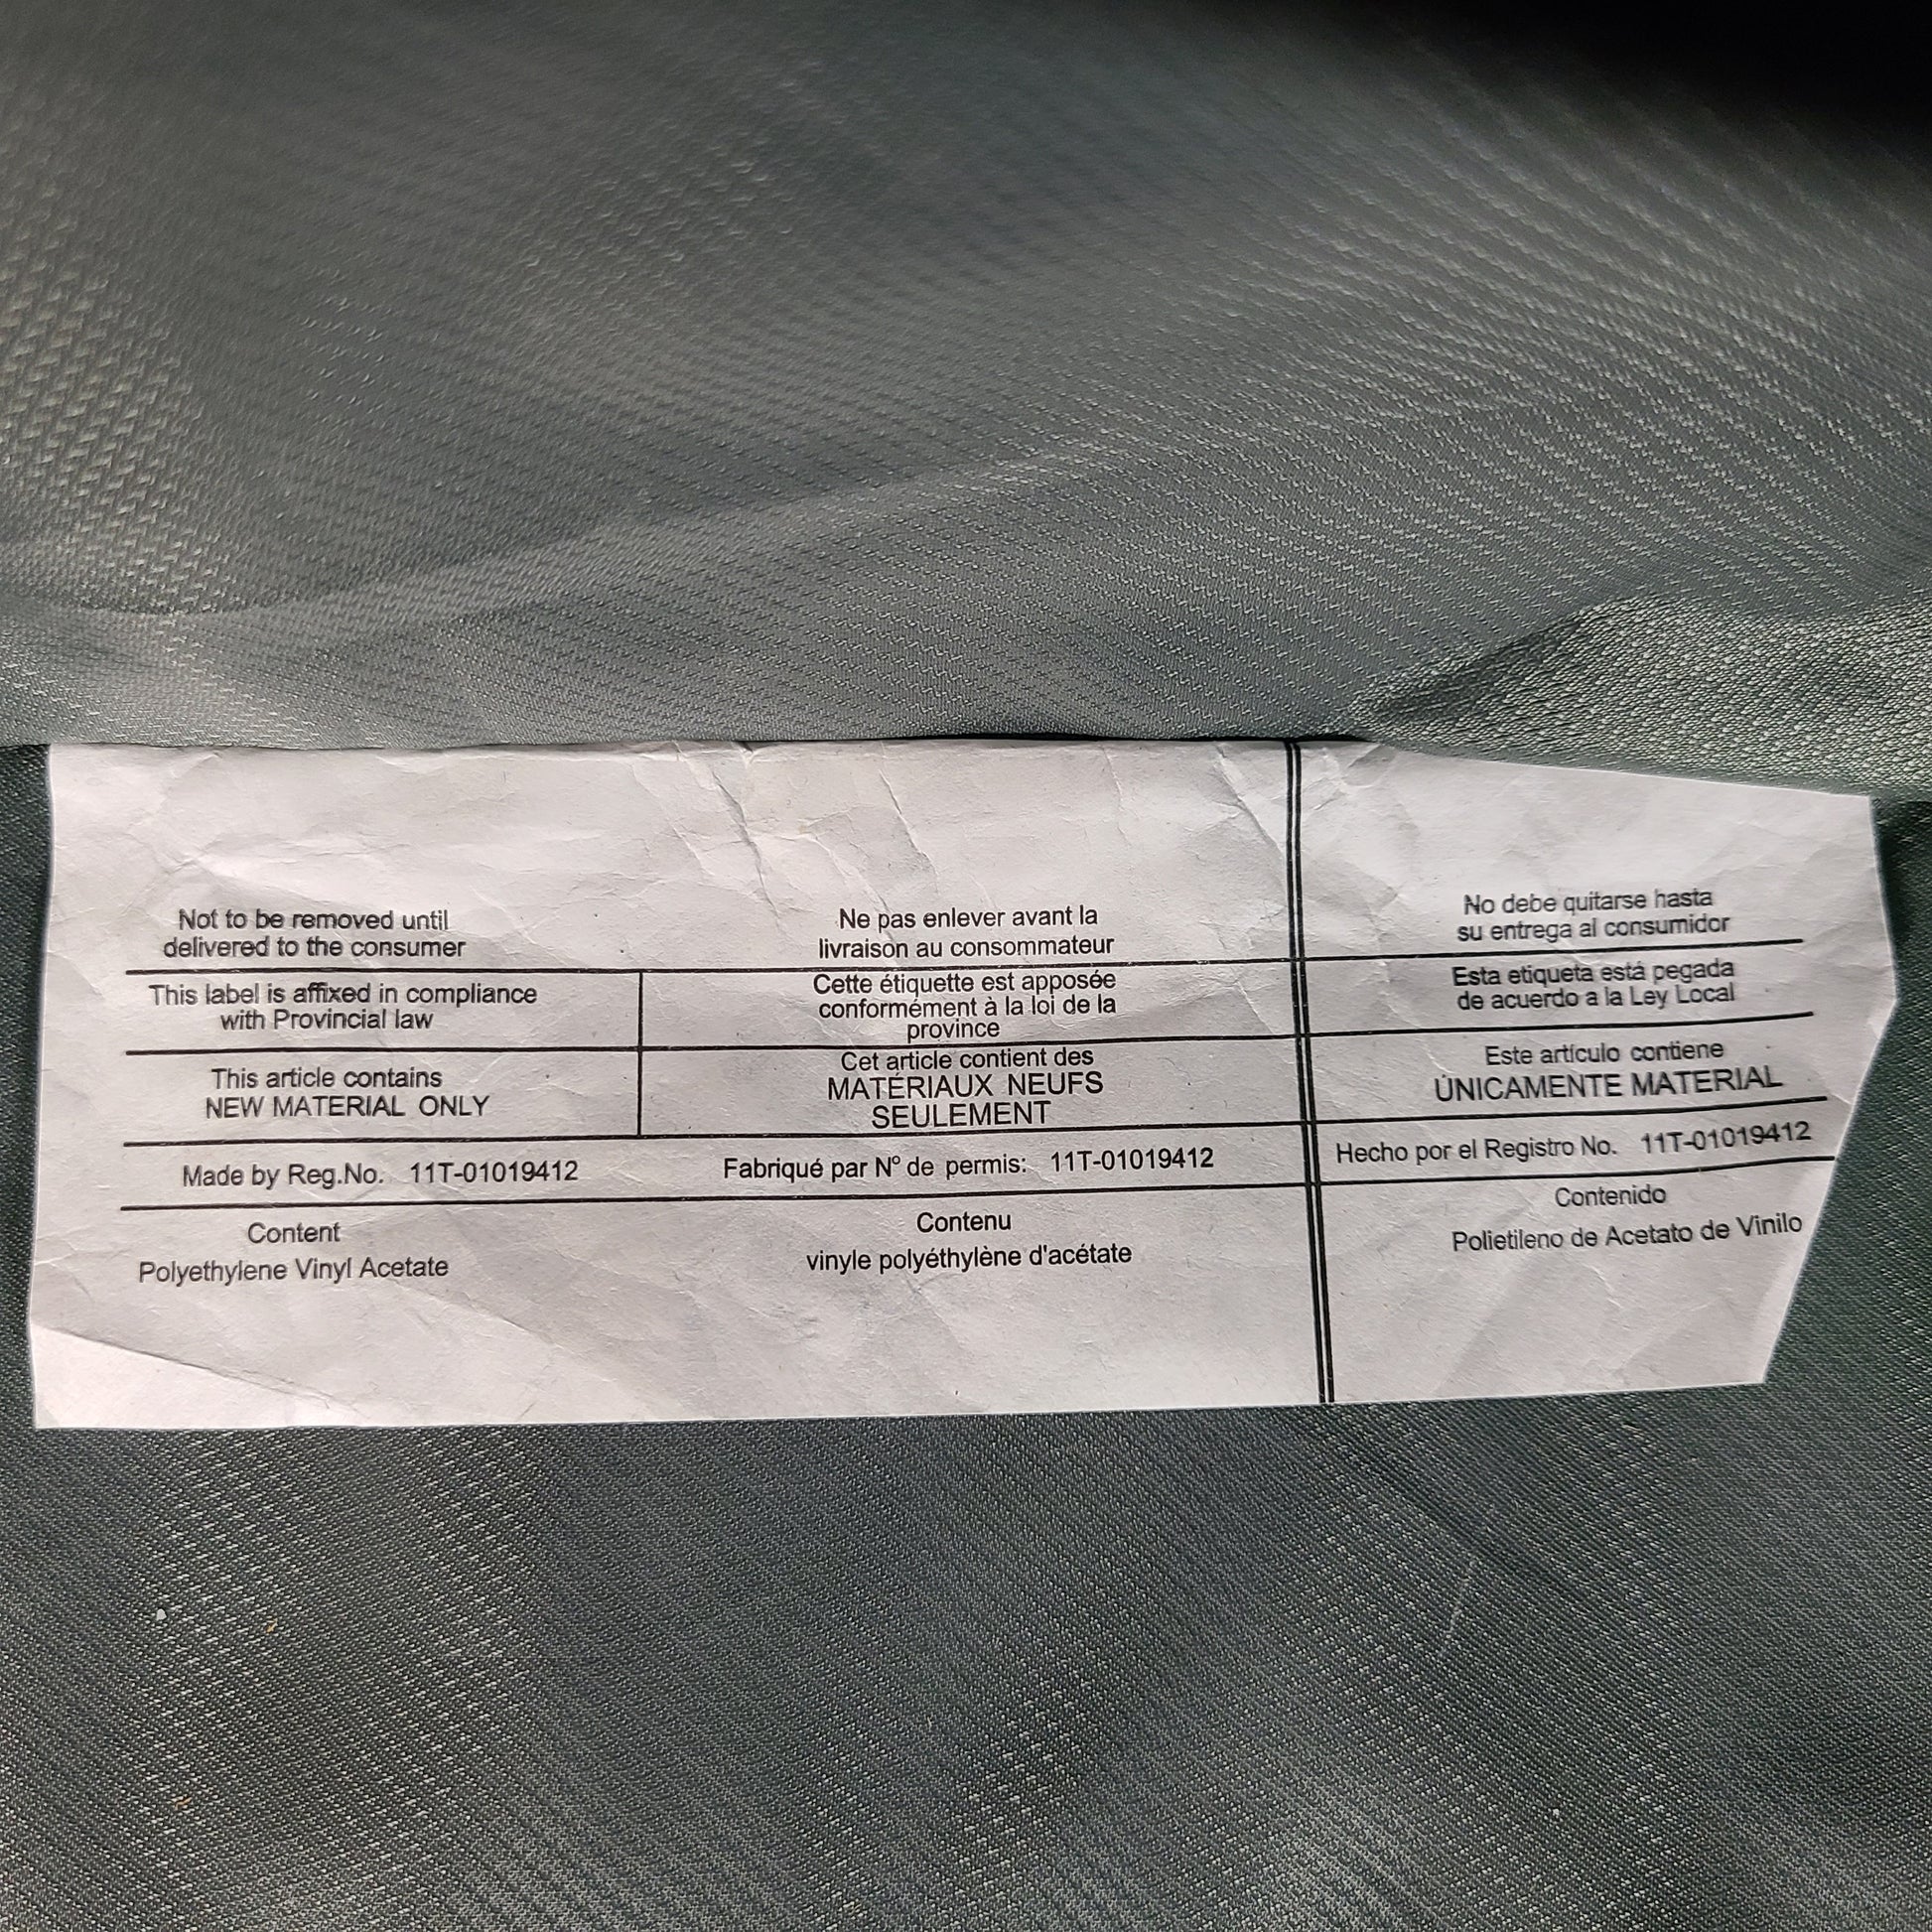 Not to be removed until
delivered to the consumer
Ne pas enlever avant la
livraison au consommateur
No debe quitarse hasta
su entrega al consumidor
This label is affixed in compliance
with Provincial law
Cette étiquette est apposée
conformément à la loi de la
province
Esta etiqueta está pegada
de acuerdo a la Ley Local
This article contains
NEW MATERIAL ONLY
Cet article contient des
MATÉRIAUX NEUFS
SEULEMENT
Este artículo contiene
ÚNICAMENTE MATERIAL
Made by Reg.No. 11T-01019412
Fabriqué par Nº de permis: 11T-01019412
Hecho por el Registro No. 11T-01019412
Content
Polyethylene Vinyl Acetate
Contenu
vinyle polyéthylène d'acétate
Contenido
Polietileno de Acetato de Vinilo